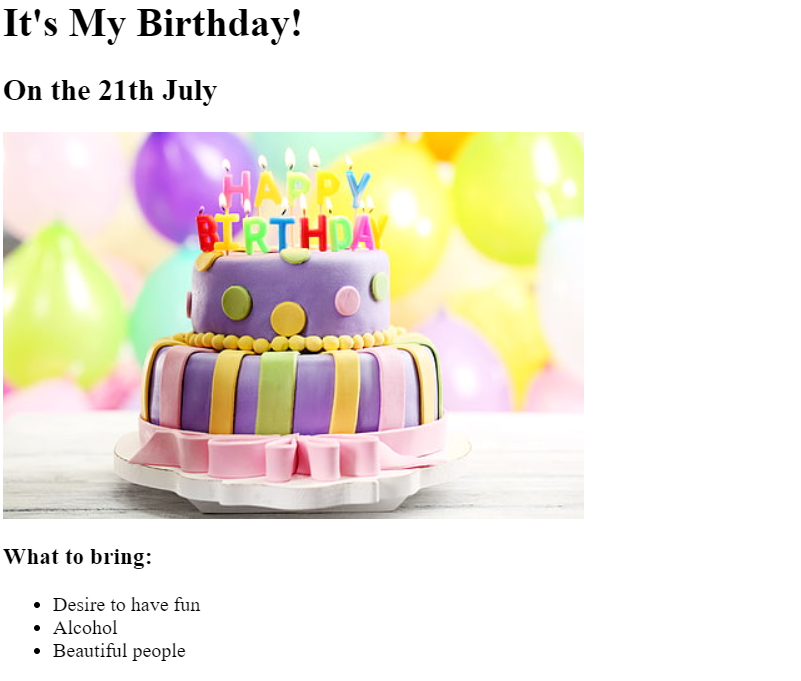 It's My Birthday!
On the 21th July
HAPPY
BIRTHDAY
What to bring:
Desire to have fun
Alcohol
Beautiful people